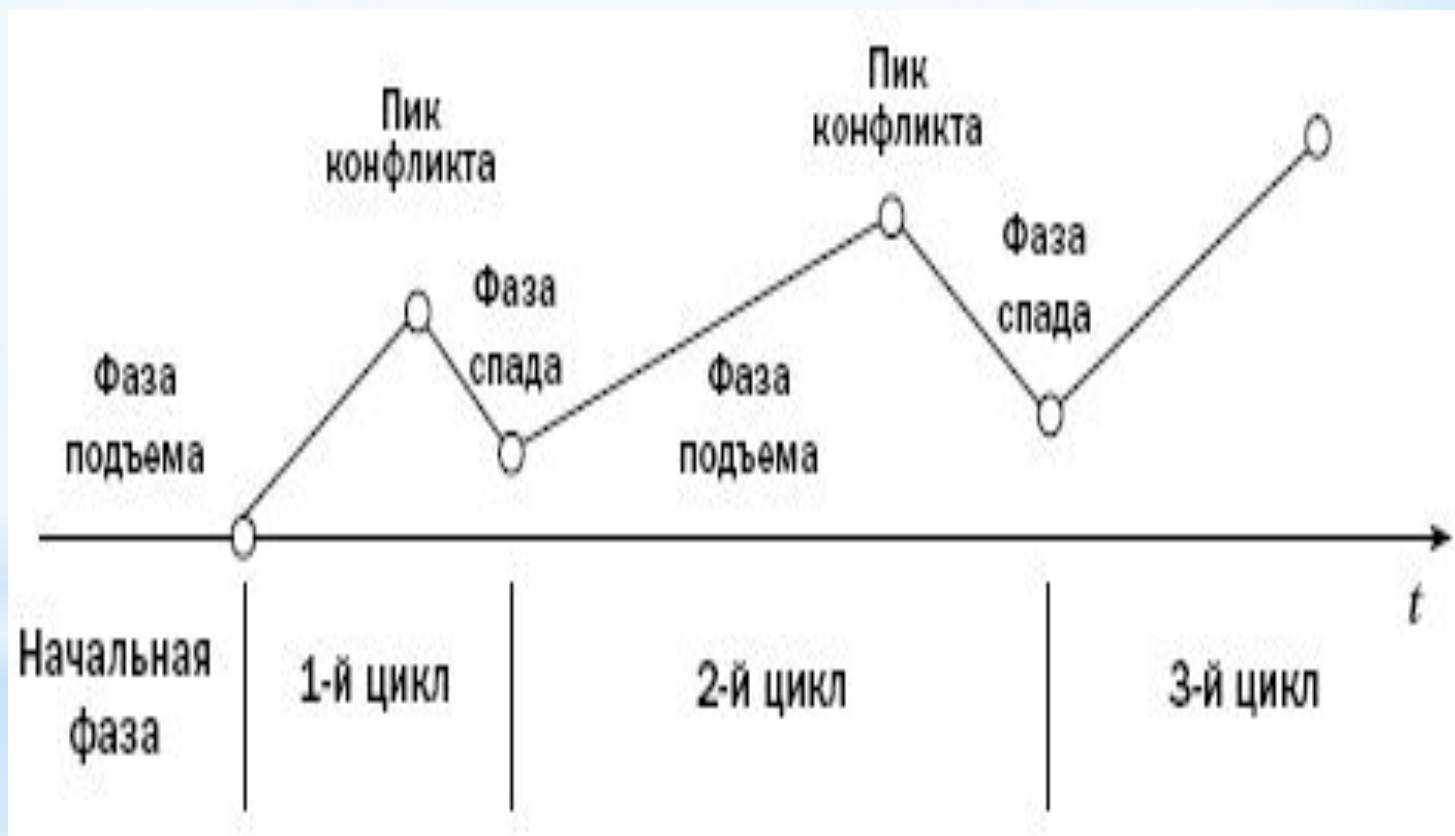 Пик
конфликта
Пик
конфликта
Фаза
спада
Фаза
спада
Фаза
подъема
Фаза
подъема
t
Начальная
фаза
1-й цикл
2-й цикл
3-й цикл